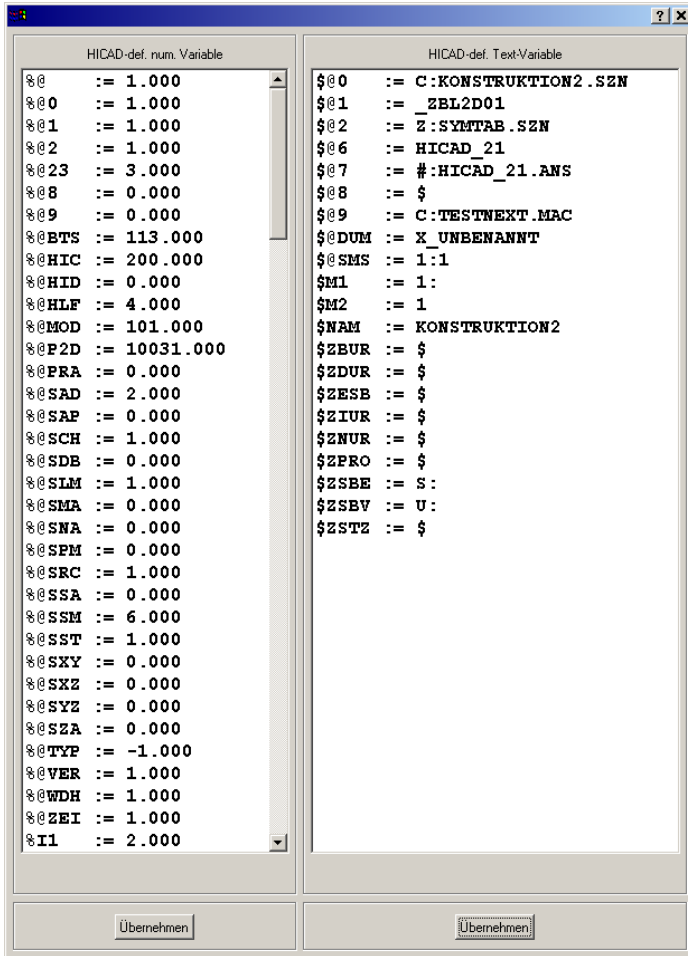 HICAD-def. num. Variable
%@ := 1.000
%@0 := 1.000
%@1 := 1.000
%@2 := 1.000
%@23 := 3.000
%@8 := 0.000
%@9 := 0.000
%@BTS := 113.000
%@HIC := 200.000
%@HID := 0.000
%@HLF := 4.000
%@MOD := 101.000
%@P2D := 10031.000
%@PRA := 0.000
%@SAD := 2.000
%@SAP := 0.000
%@SCH := 1.000
%@SDB := 0.000
%@SLM := 1.000
%@SMA := 0.000
%@SNA := 0.000
%@SPM := 0.000
%@SRC := 1.000
%@SSA := 0.000
%@SSM := 6.000
%@SST := 1.000
%@SXY := 0.000
%@SXZ := 0.000
%@SYZ := 0.000
%@SZA := 0.000
%@TYP := -1.000
%@VER := 1.000
%@WDH := 1.000
%@ZEI := 1.000
%I1 := 2.000
Übernehmen
HICAD-def. Text-Variable
$@0 := C:KONSTRUKTION2.SZN
$@1 := _ZBL2D01
$@2 := Z:SYMTAB.SZN
$@6 := HICAD_21
$@7 := #:HICAD_21.ANS
$@8 := $
$@9 := C:TESTNEXT.MAC
$@DUM := X_UNBENANNT
$@SMS := 1:1
$M1 := 1:
$M2 := 1
$NAM := KONSTRUKTION2
$ZBUR := $
$ZDUR := $
$ZESB := $
$ZIUR := $
$ZNUR := $
$ZPRO := $
$ZSBE := S:
$ZSBV := U:
$ZSTZ := $
Übernehmen